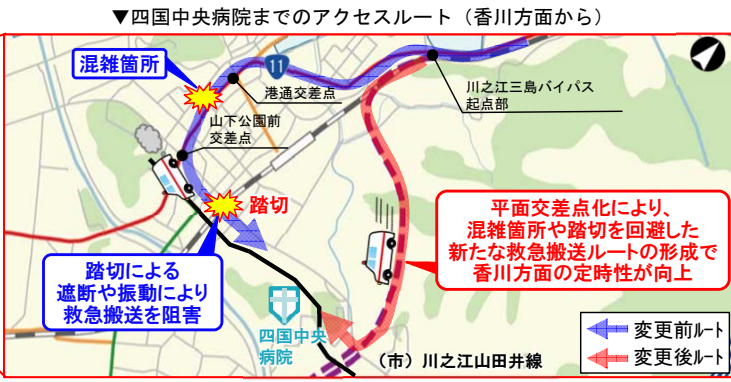 ▼四国中央病院までのアクセスルート（香川方面から）
混雑箇所
11
港通交差点
川之江三島バイパス
起点部
山下公園前
交差点
踏切
平面交差点化により、
混雑箇所や踏切を回避した
新たな救急搬送ルートの形成で
香川方面の定時性が向上
踏切による
遮断や振動により
救急搬送を阻害
四国中央
病院
（市）川之江山田井線
変更前ルート
変更後ルート